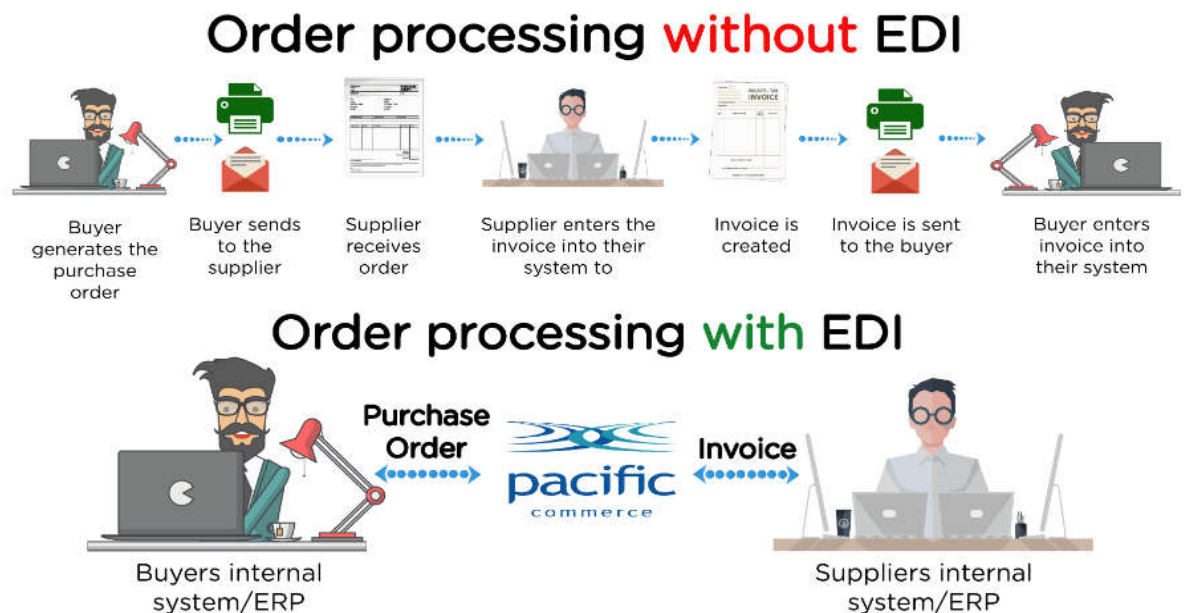 Order processing without EDI
INVOICE
Buyer
generates the
purchase
order
Buyer sends
to the
supplier
Supplier
receives
order
Supplier enters the
invoice into their
system to
Invoice is
created
Invoice is sent
to the buyer
Buyer enters
invoice into
their system
Order processing with EDI
Purchase
Order
pacific
commerce
Invoice
Buyers internal
system/ERP
Suppliers internal
system/ERP